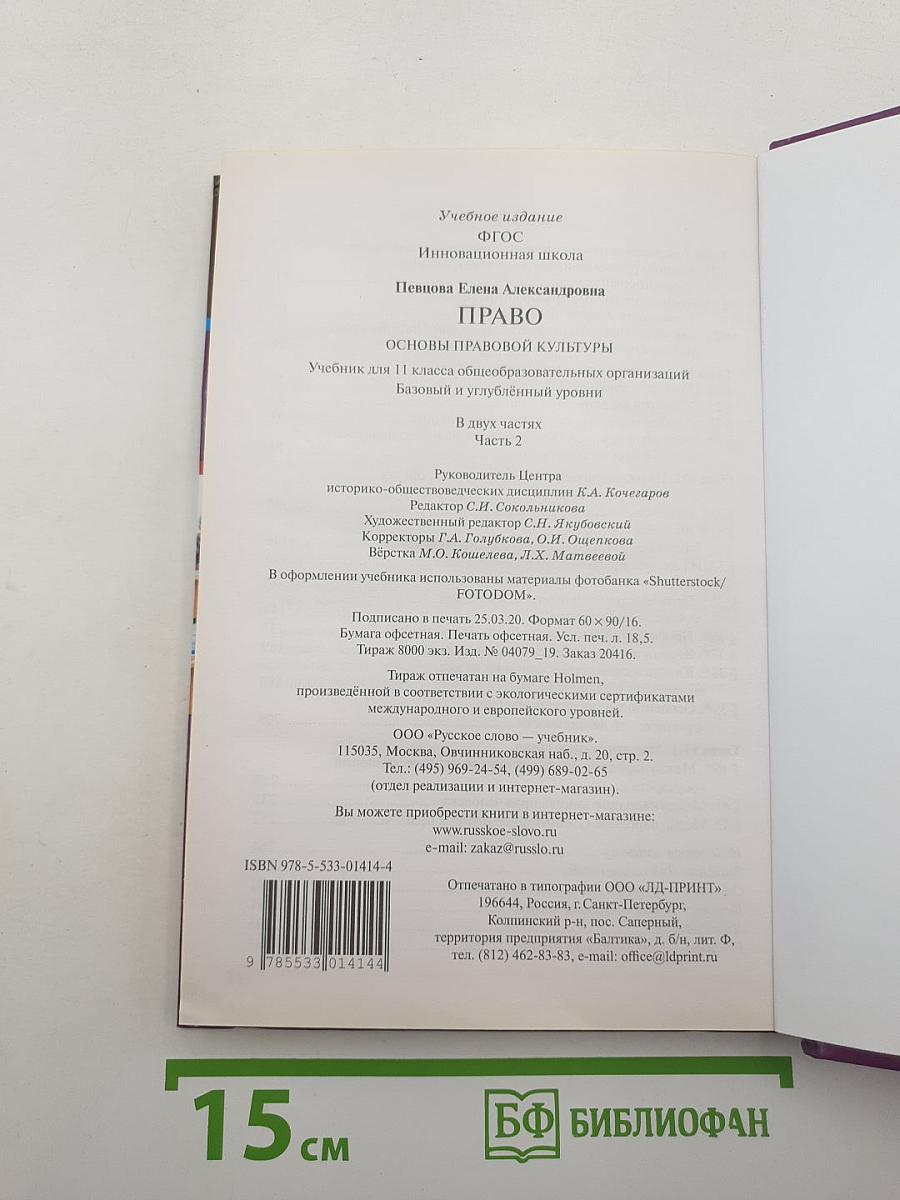 Учебное издание
ФГОС
Инновационная школа
Певцова Елена Александровна
ПРАВО
ОСНОВЫ ПРАВОВОЙ КУЛЬТУРЫ
Учебник для 11 класса общеобразовательных организаций
Базовый и углублённый уровни
В двух частях
Часть 2
Руководитель Центра
историко-обществоведческих дисциплин К.А. Кочегаров
Редактор С.И. Сокольникова
Художественный редактор С.Н. Якубовский
Корректоры Г.А. Голубкова, О.И. Ощепкова
Вёрстка М.О. Кошелева, Л.Х. Матвеевой
В оформлении учебника использованы материалы фотобанка «Shutterstock/
FOTODOM».
Подписано в печать 25.03.20. Формат 60 × 90/16.
Бумага офсетная. Печать офсетная. Усл. печ. л. 18,5.
Тираж 8000 экз. Изд. № 04079_19. Заказ 20416.
Тираж отпечатан на бумаге Holmen,
произведённой в соответствии с экологическими сертификатами
международного и европейского уровней.
ООО «Русское слово — учебник».
115035, Москва, Овчинниковская наб., д. 20, стр. 2.
Тел.: (495) 969-24-54, (499) 689-02-65
(отдел реализации и интернет-магазин).
Вы можете приобрести книги в интернет-магазине:
www.russkoe-slovo.ru
e-mail: zakaz@russlo.ru
ISBN 978-5-533-01414-4
9 785533 014144
Отпечатано в типографии ООО «ЛД-ПРИНТ»
196644, Россия, г. Санкт-Петербург,
Колпинский р-н, пос. Саперный,
территория предприятия «Балтика», д. б/н, лит. Ф,
тел. (812) 462-83-83, e-mail: office@ldprint.ru
15 см
БФ БИБЛИОФАН